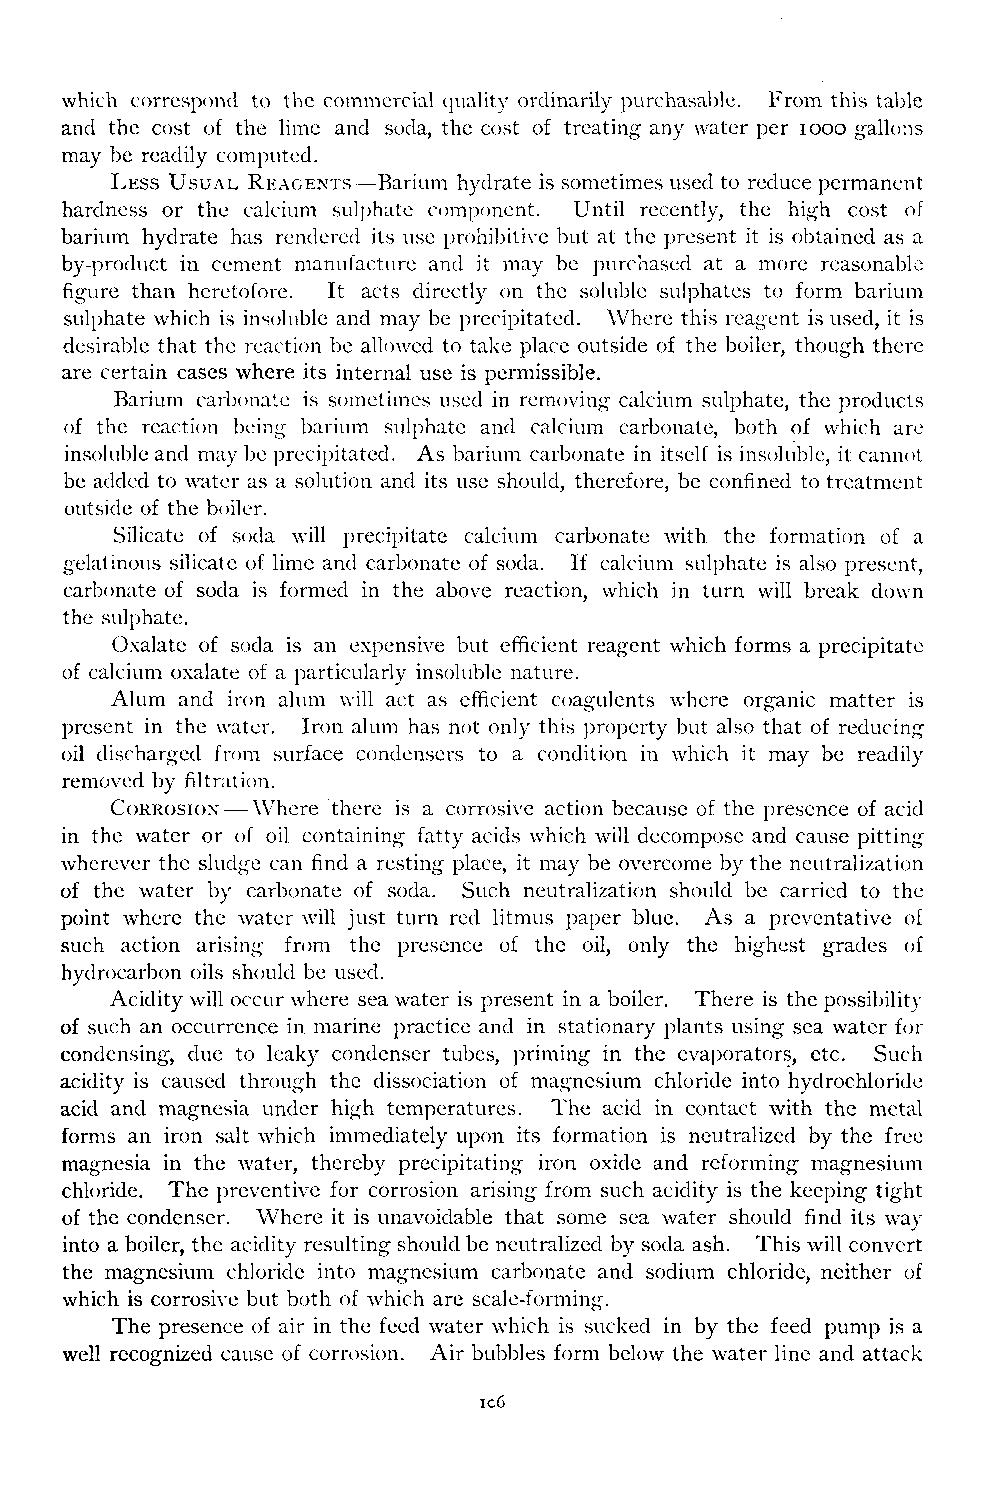 which correspond to the commercial quality ordinarily purchasable. From this table
and the cost of the lime and soda, the cost of treating any water per 1000 gallons
may be readily computed.
LESS USUAL REAGENTS—Barium hydrate is sometimes used to reduce permanent
hardness or the calcium sulphate component. Until recently, the high cost of
barium hydrate has rendered its use prohibitive but at the present it is obtained as a
by-product in cement manufacture and it may be purchased at a more reasonable
figure than heretofore. It acts directly on the soluble sulphates to form barium
sulphate which is insoluble and may be precipitated. Where this reagent is used, it is
desirable that the reaction be allowed to take place outside of the boiler, though there
are certain cases where its internal use is permissible.
Barium carbonate is sometimes used in removing calcium sulphate, the products
of the reaction being barium sulphate and calcium carbonate, both of which are
insoluble and may be precipitated. As barium carbonate in itself is insoluble, it cannot
be added to water as a solution and its use should, therefore, be confined to treatment
outside of the boiler.
Silicate of soda will precipitate calcium carbonate with the formation of a
gelatinous silicate of lime and carbonate of soda. If calcium sulphate is also present,
carbonate of soda is formed in the above reaction, which in turn will break down
the sulphate.
Oxalate of soda is an expensive but efficient reagent which forms a precipitate
of calcium oxalate of a particularly insoluble nature.
Alum and iron alum will act as efficient coagulents where organic matter is
present in the water. Iron alum has not only this property but also that of reducing
oil discharged from surface condensers to a condition in which it may be readily
removed by filtration.
CORROSION—Where there is a corrosive action because of the presence of acid
in the water or of oil containing fatty acids which will decompose and cause pitting
wherever the sludge can find a resting place, it may be overcome by the neutralization
of the water by carbonate of soda. Such neutralization should be carried to the
point where the water will just turn red litmus paper blue. As a preventative of
such action arising from the presence of the oil, only the highest grades of
hydrocarbon oils should be used.
Acidity will occur where sea water is present in a boiler. There is the possibility
of such an occurrence in marine practice and in stationary plants using sea water for
condensing, due to leaky condenser tubes, priming in the evaporators, etc. Such
acidity is caused through the dissociation of magnesium chloride into hydrochloride
acid and magnesia under high temperatures. The acid in contact with the metal
forms an iron salt which immediately upon its formation is neutralized by the free
magnesia in the water, thereby precipitating iron oxide and reforming magnesium
chloride. The preventive for corrosion arising from such acidity is the keeping tight
of the condenser. Where it is unavoidable that some sea water should find its way
into a boiler, the acidity resulting should be neutralized by soda ash. This will convert
the magnesium chloride into magnesium carbonate and sodium chloride, neither of
which is corrosive but both of which are scale-forming.
The presence of air in the feed water which is sucked in by the feed pump is a
well recognized cause of corrosion. Air bubbles form below the water line and attack
106